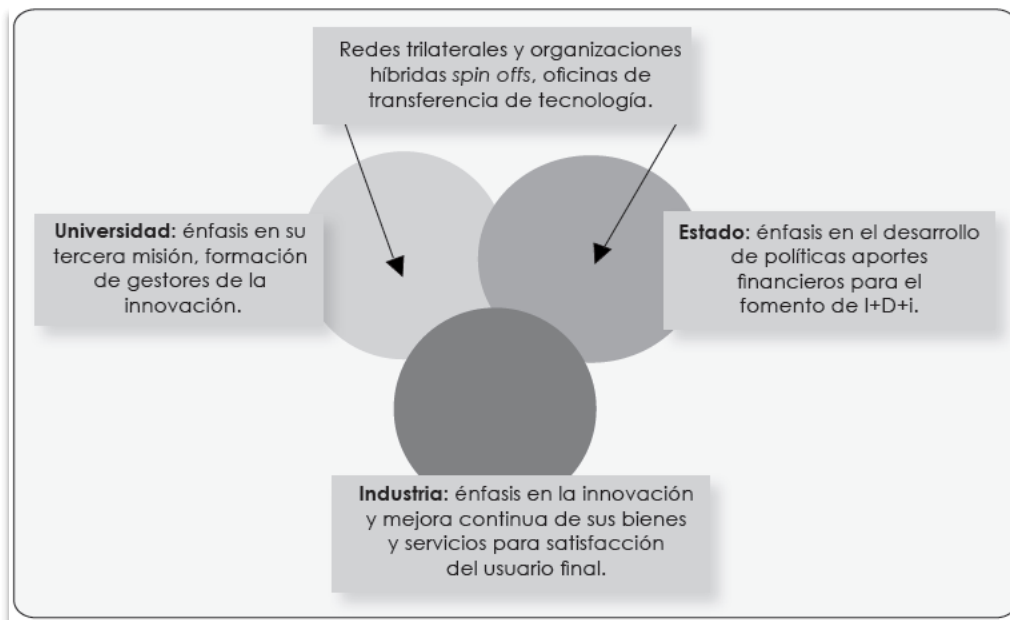 Redes trilaterales y organizaciones
híbridas spin offs, oficinas de
transferencia de tecnología.
Universidad: énfasis en su
tercera misión, formación
de gestores de la
innovación.
Estado: énfasis en el desarrollo
de políticas aportes
financieros para el
fomento de I+D+i.
Industria: énfasis en la innovación
y mejora continua de sus bienes
y servicios para satisfacción
del usuario final.